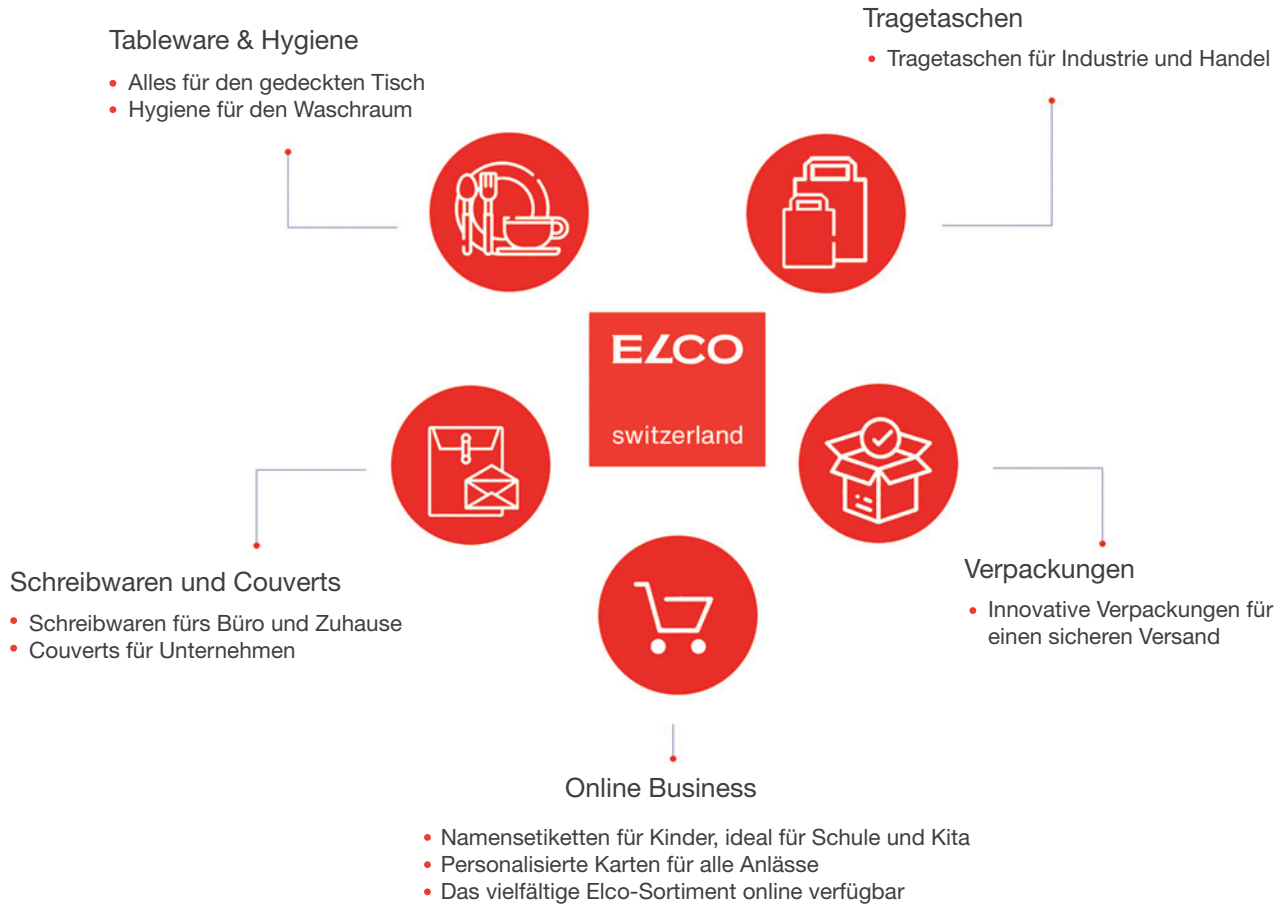 Tableware & Hygiene
• Alles für den gedeckten Tisch
• Hygiene für den Waschraum
Tragetaschen
• Tragetaschen für Industrie und Handel
ELCO
switzerland
Schreibwaren und Couverts
• Schreibwaren fürs Büro und Zuhause
• Couverts für Unternehmen
Verpackungen
• Innovative Verpackungen für
einen sicheren Versand
Online Business
• Namensetiketten für Kinder, ideal für Schule und Kita
• Personalisierte Karten für alle Anlässe
• Das vielfältige Elco-Sortiment online verfügbar